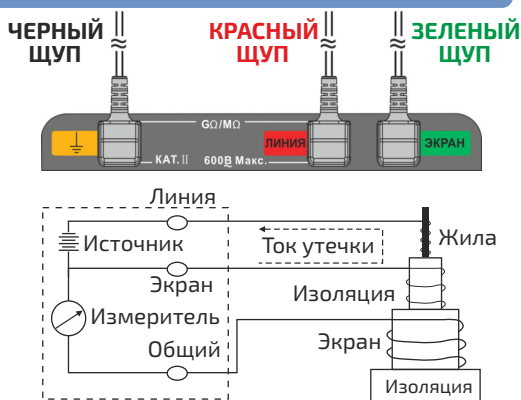 ЧЕРНЫЙ
ЩУП
КРАСНЫЙ
ЩУП
ЗЕЛЕНЫЙ
ЩУП
GΩ/MΩ
ЛИНИЯ
ЭКРАН
КАТ. II 600В Макс.
Линия
Источник
Ток утечки
Жила
Экран
Изоляция
Измеритель
Экран
Общий
Изоляция